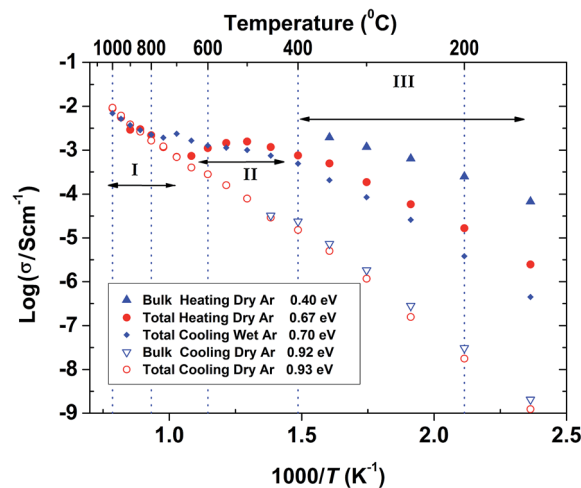 Temperature (⁰C)
1000 800 600 400 200
-1
-2
-3
-4
-5
-6
-7
-8
-9
Log(σ/Scm⁻¹)
III
I
II
Bulk Heating Dry Ar 0.40 eV
Total Heating Dry Ar 0.67 eV
Total Cooling Wet Ar 0.70 eV
Bulk Cooling Dry Ar 0.92 eV
Total Cooling Dry Ar 0.93 eV
1.0 1.5 2.0 2.5
1000/T (K⁻¹)